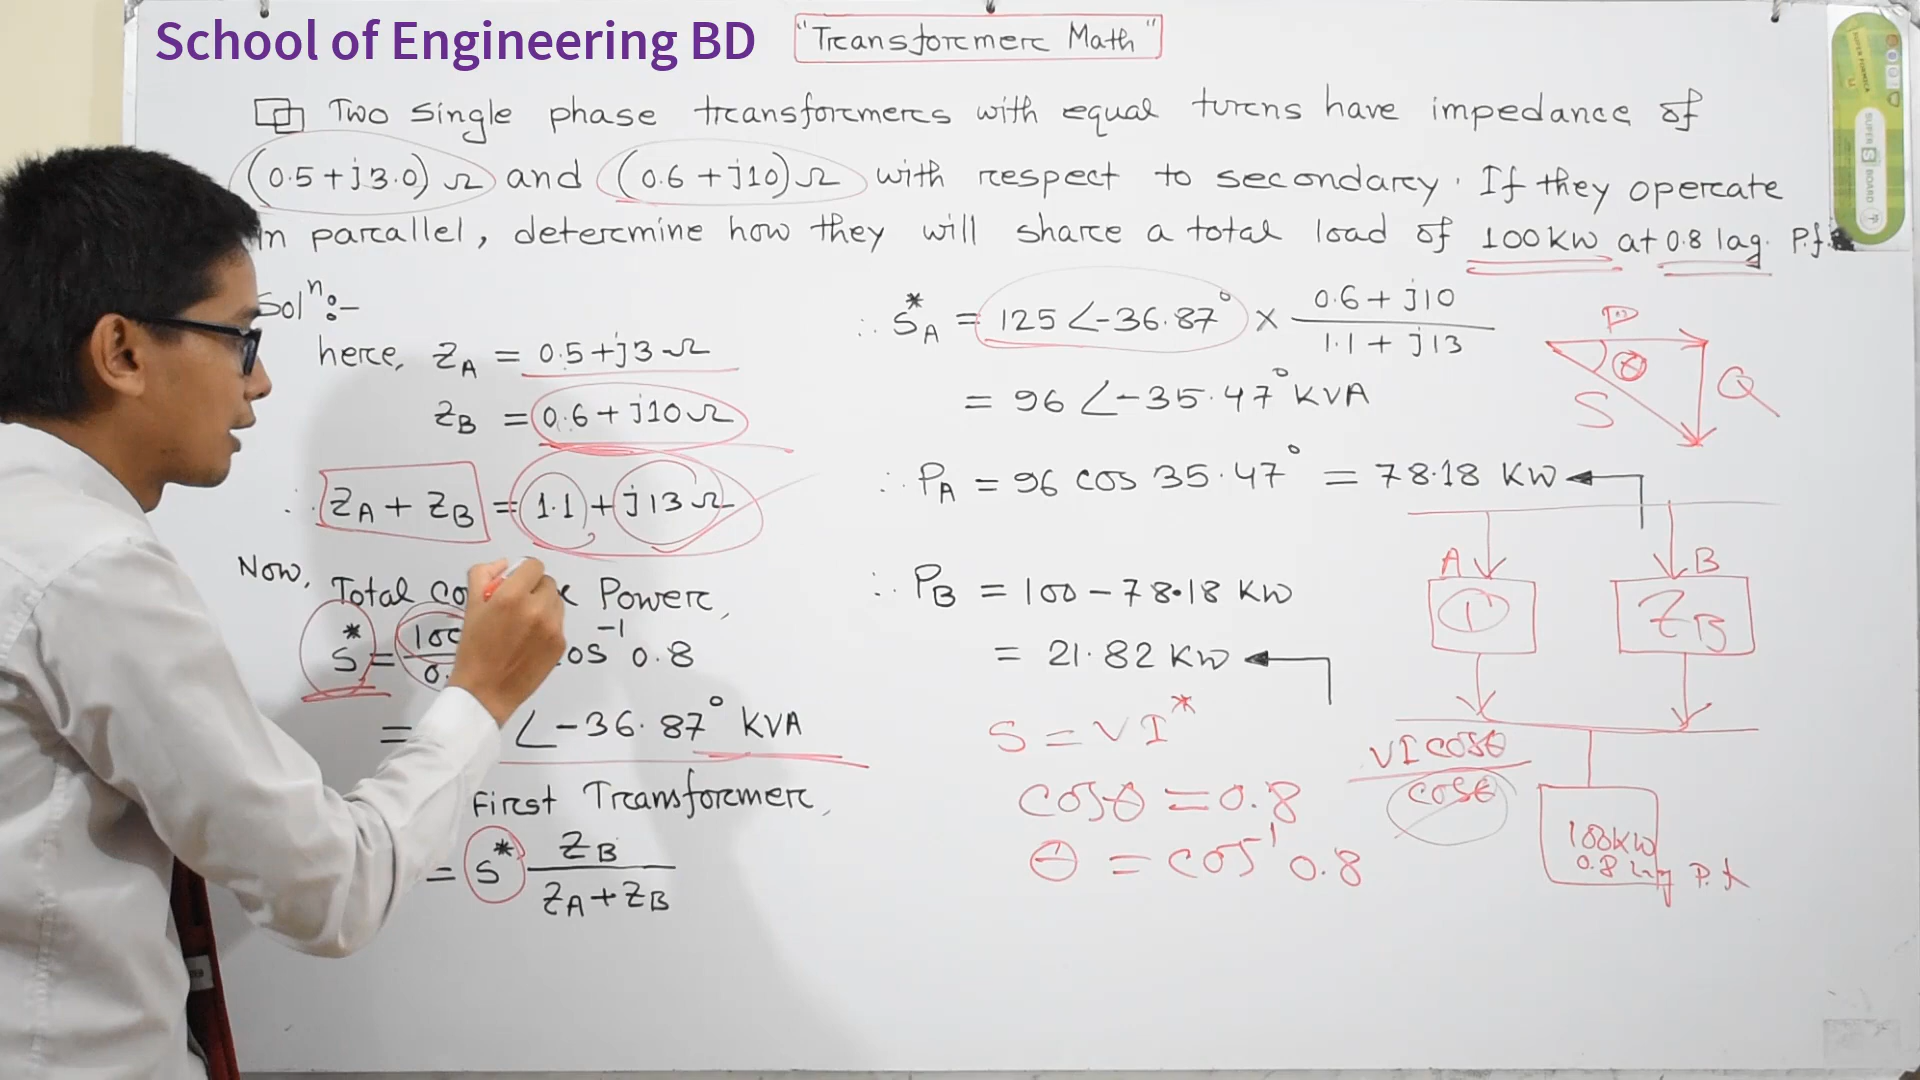 School of Engineering BD
"Transformer Math"
Two single phase transformers with equal turns have impedance of
(0.5 + j3.0) Ω and (0.6 + j10) Ω with respect to secondary. If they operate
in parallel, determine how they will share a total load of 100 KW at 0.8 lag. P.f.
Solⁿ:-
here, ZA = 0.5 + j3 Ω
ZB = 0.6 + j10 Ω
∴ ZA + ZB = 1.1 + j13 Ω
Now, Total Power,
S* = cos⁻¹ 0.8
= ∠-36.87° KVA
First Transformer,
= S* ZB / (ZA + ZB)
∴ S*A = 125 ∠-36.87° × (0.6 + j10) / (1.1 + j13)
= 96 ∠-35.47° KVA
∴ PA = 96 cos 35.47° = 78.18 KW
∴ PB = 100 - 78.18 KW
= 21.82 KW
S = VI*
cosθ = 0.8
θ = cos⁻¹ 0.8
VI cosθ / cosθ
P
θ
S
Q
A
B
ZB
100KW
0.8 lag P.f
SUPER
BOARD